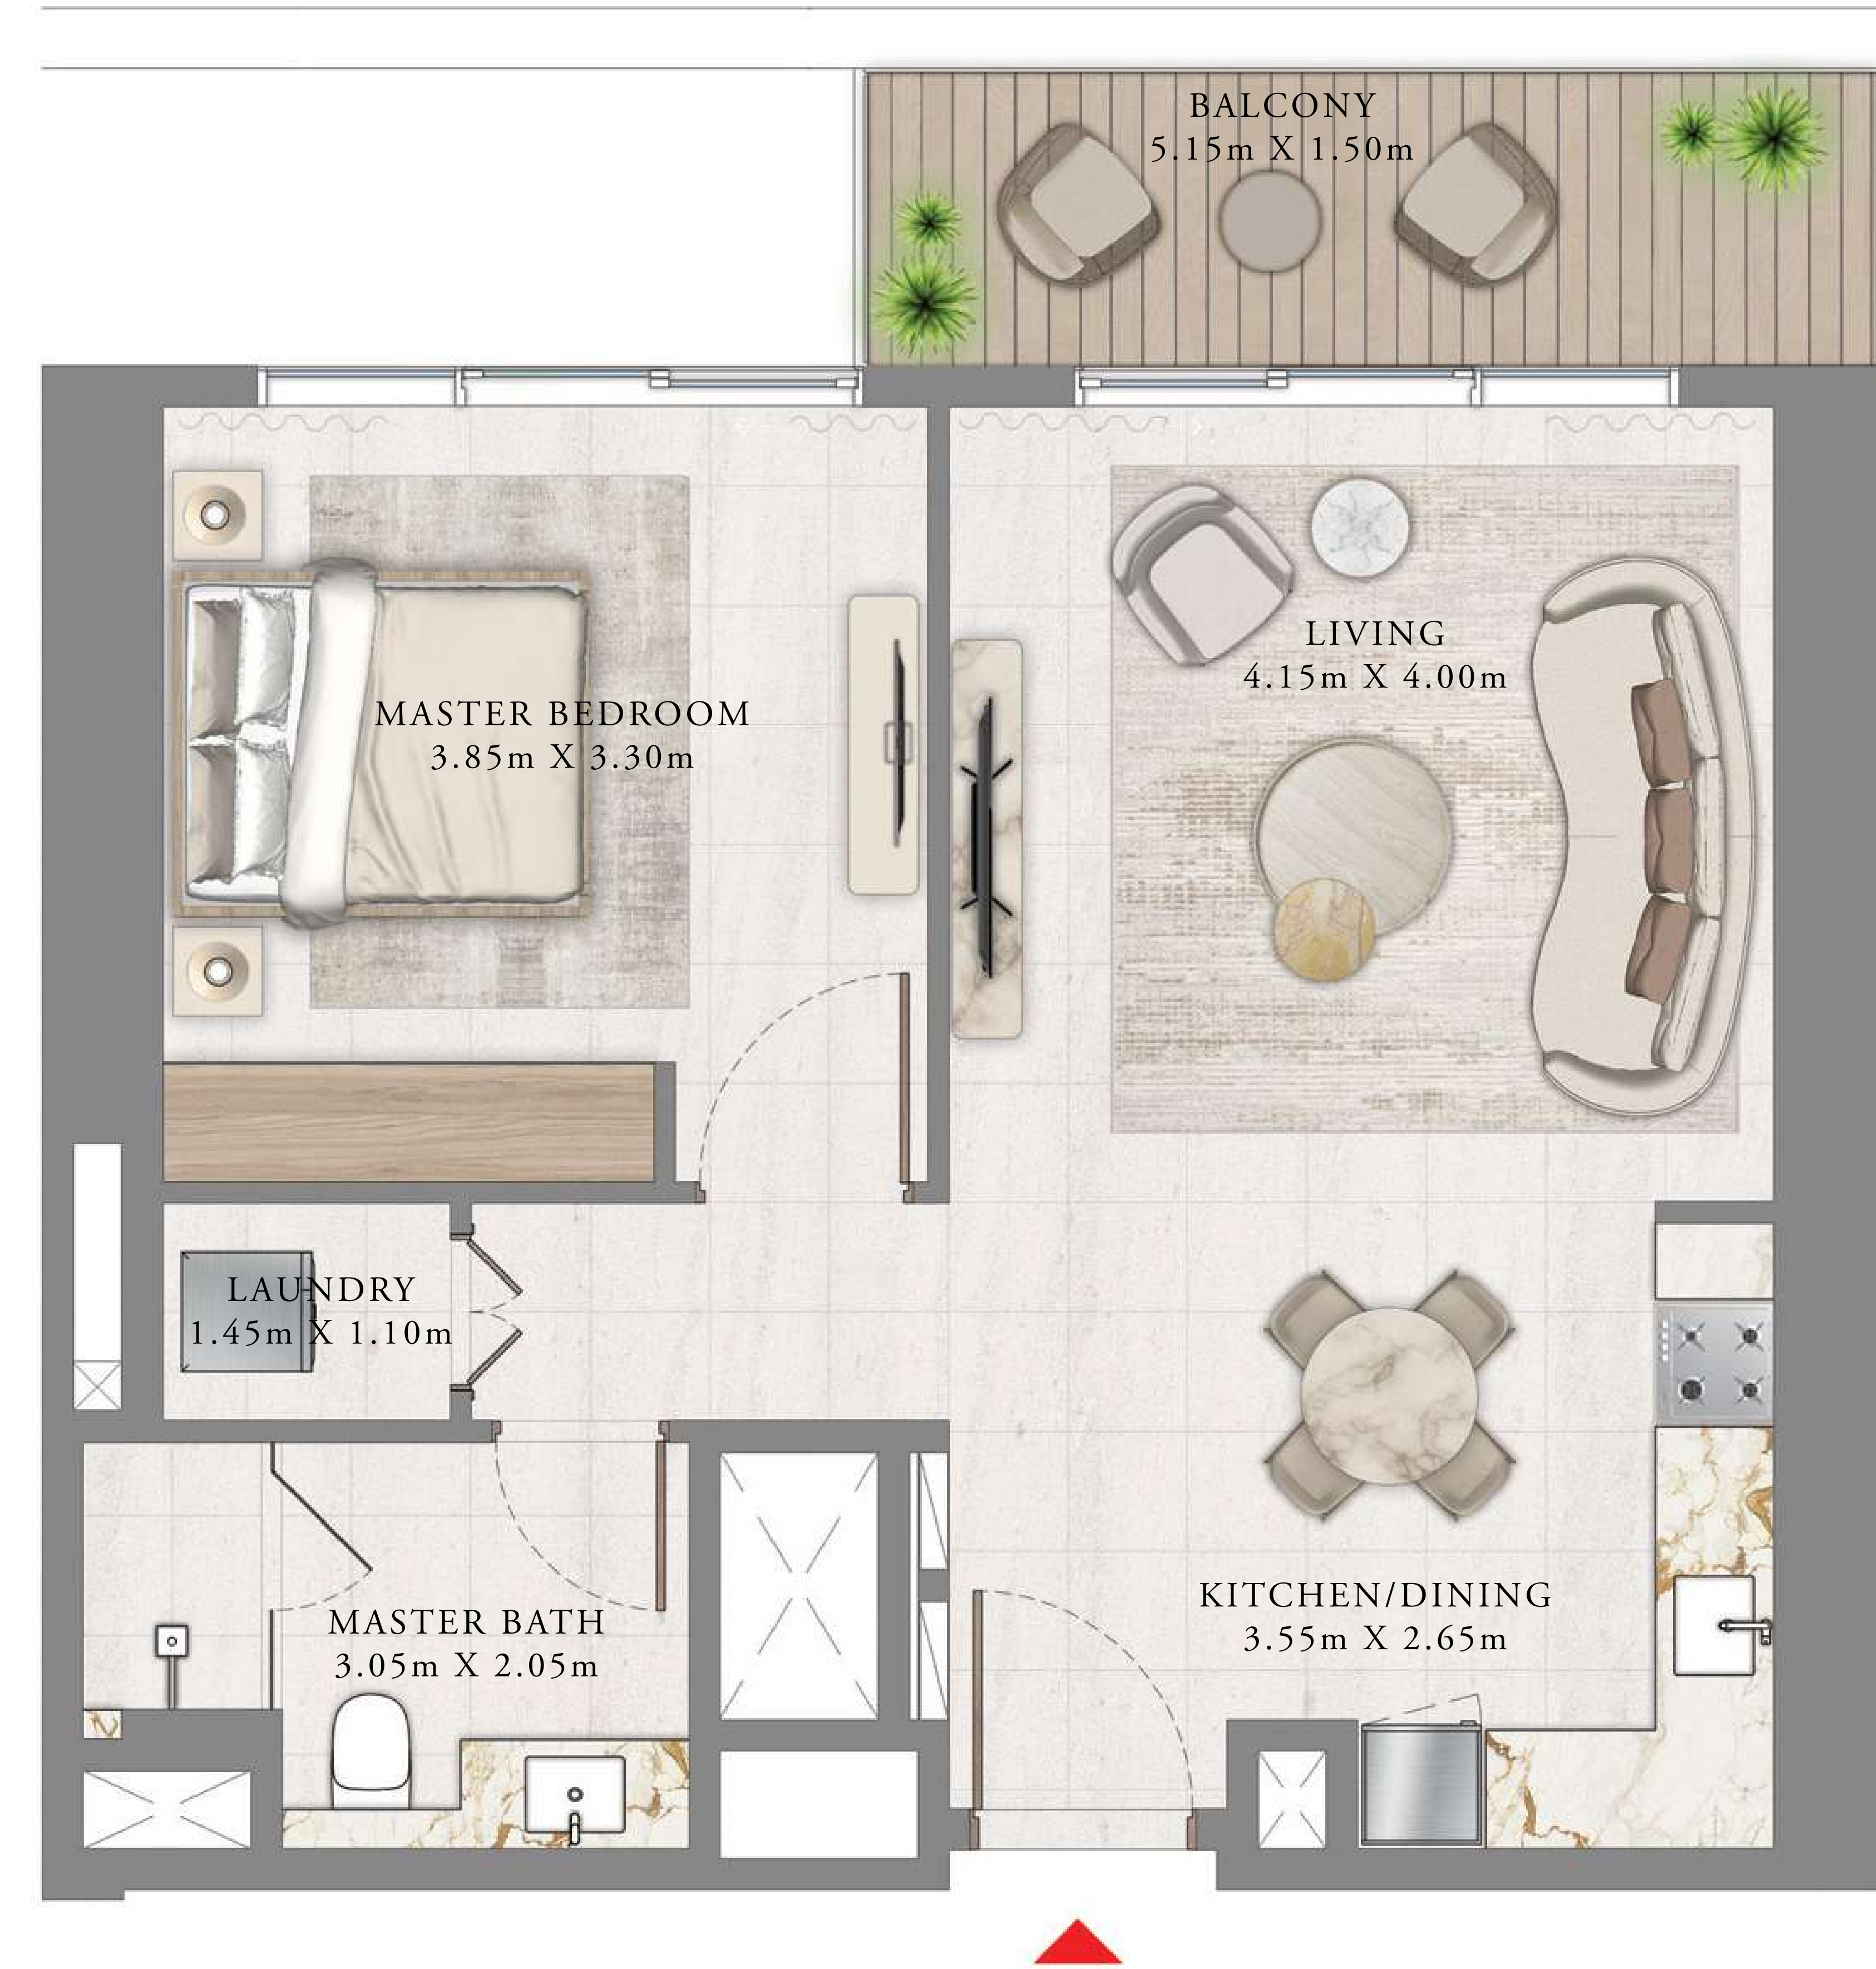 BALCONY
5.15m X 1.50m
LIVING
4.15m X 4.00m
MASTER BEDROOM
3.85m X 3.30m
LAUNDRY
1.45m X 1.10m
KITCHEN/DINING
3.55m X 2.65m
MASTER BATH
3.05m X 2.05m